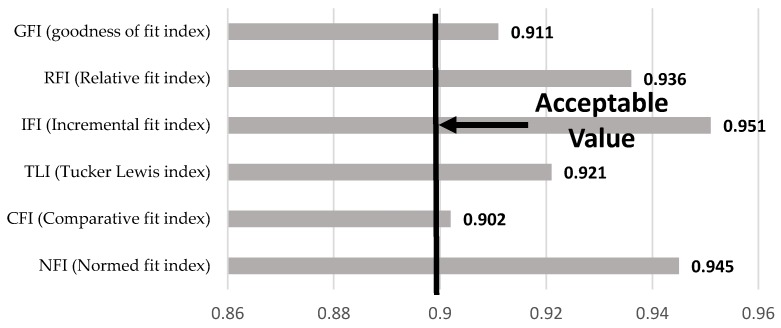 GFI (goodness of fit index)
0.911
RFI (Relative fit index)
0.936
Acceptable
Value
IFI (Incremental fit index)
0.951
TLI (Tucker Lewis index)
0.921
CFI (Comparative fit index)
0.902
NFI (Normed fit index)
0.945
0.86 0.88 0.9 0.92 0.94 0.96